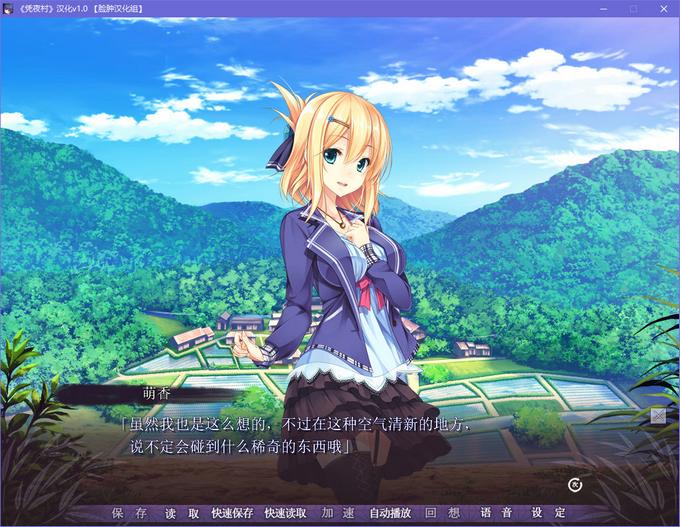 《凭夜村》汉化v1.0 【脸肿汉化组】
萌香
「虽然我也是这么想的，不过在这种空气清新的地方，
说不定会碰到什么稀奇的东西哦」
保存 读取 快速保存 快速读取 加速 自动播放 回想 语音 设定